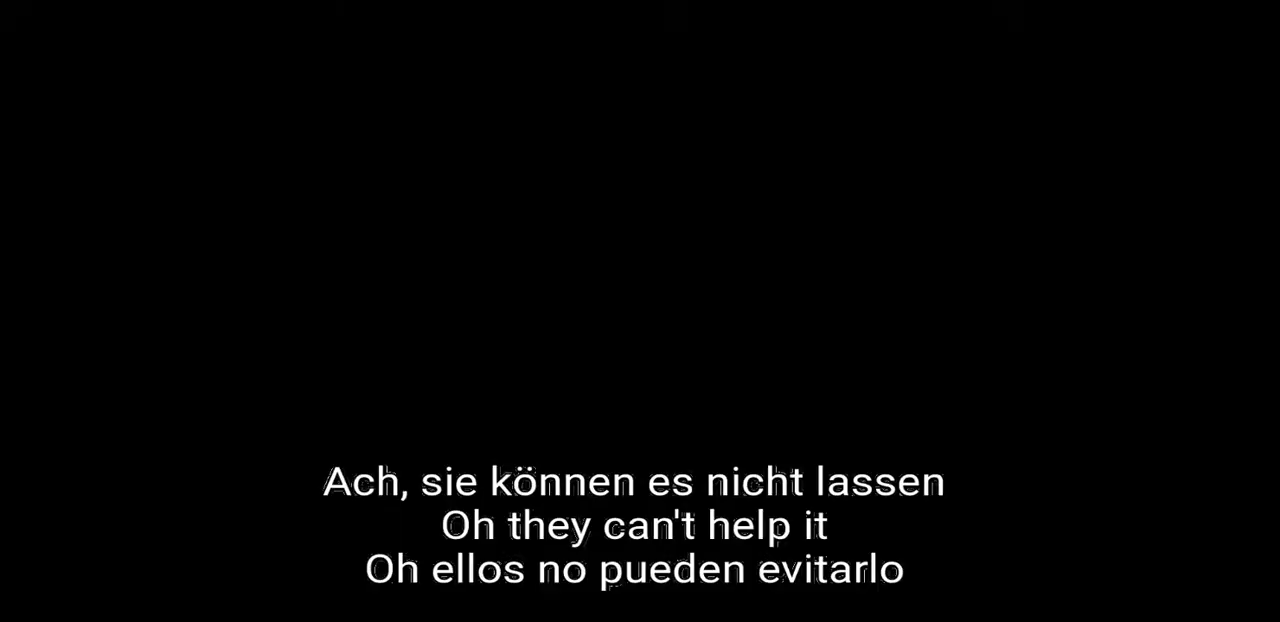 Ach, sie können es nicht lassen
Oh they can't help it
Oh ellos no pueden evitarlo